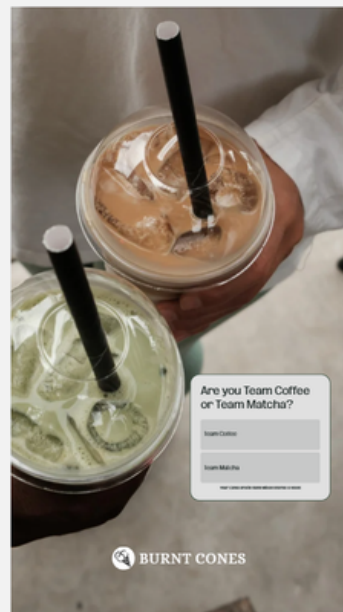 Are you Team Coffee
or Team Matcha?
Team Coffee
Team Matcha
BURNT CONES